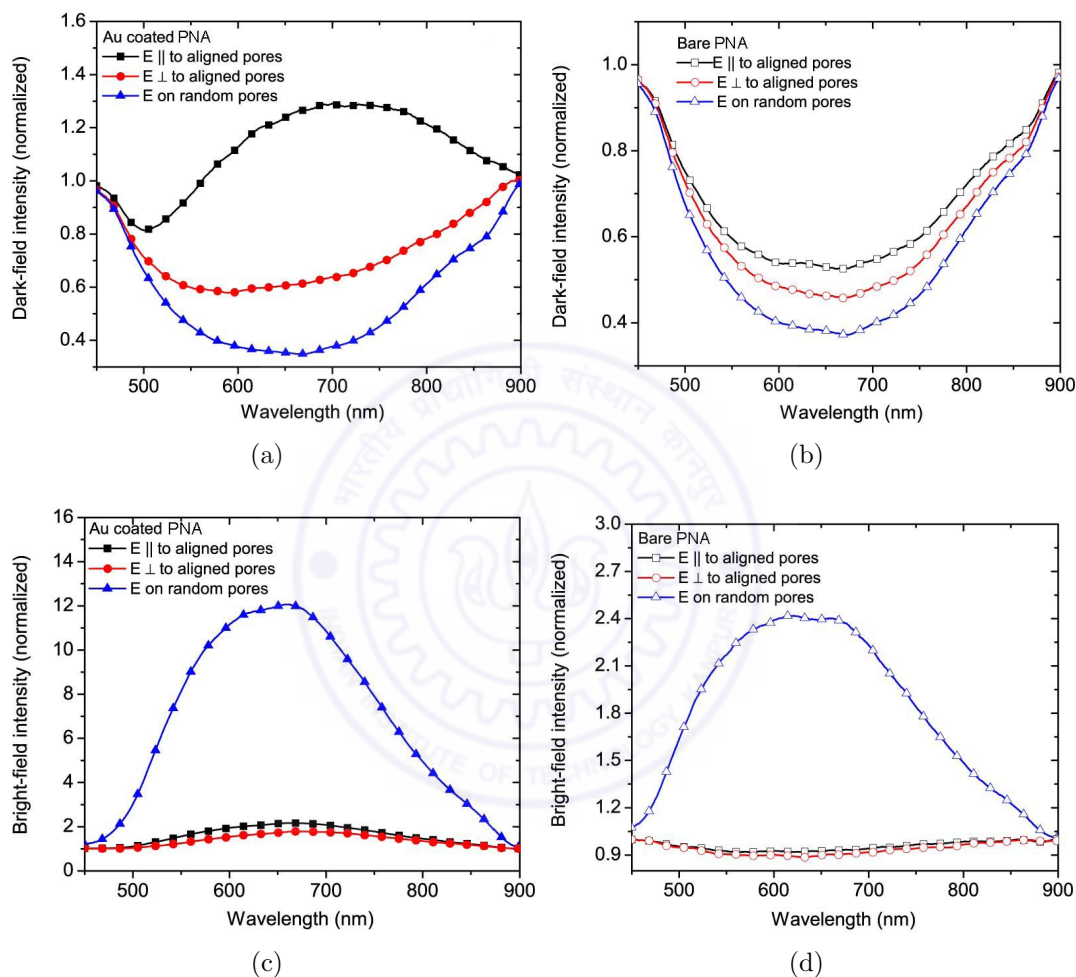 Au coated PNA
E || to aligned pores
E ⊥ to aligned pores
E on random pores
Dark-field intensity (normalized)
1.6
1.4
1.2
1.0
0.8
0.6
0.4
500 600 700 800 900
Wavelength (nm)
(a)
Bare PNA
E || to aligned pores
E ⊥ to aligned pores
E on random pores
Dark-field intensity (normalized)
1.0
0.8
0.6
0.4
500 600 700 800 900
Wavelength (nm)
(b)
Au coated PNA
E || to aligned pores
E ⊥ to aligned pores
E on random pores
Bright-field intensity (normalized)
16
14
12
10
8
6
4
2
0
500 600 700 800 900
Wavelength (nm)
(c)
Bare PNA
E || to aligned pores
E ⊥ to aligned pores
E on random pores
Bright-field intensity (normalized)
3.0
2.7
2.4
2.1
1.8
1.5
1.2
0.9
500 600 700 800 900
Wavelength (nm)
(d)
भारतीय प्रौद्योगिकी संस्थान कानपुर
INDIAN INSTITUTE OF TECHNOLOGY KANPUR